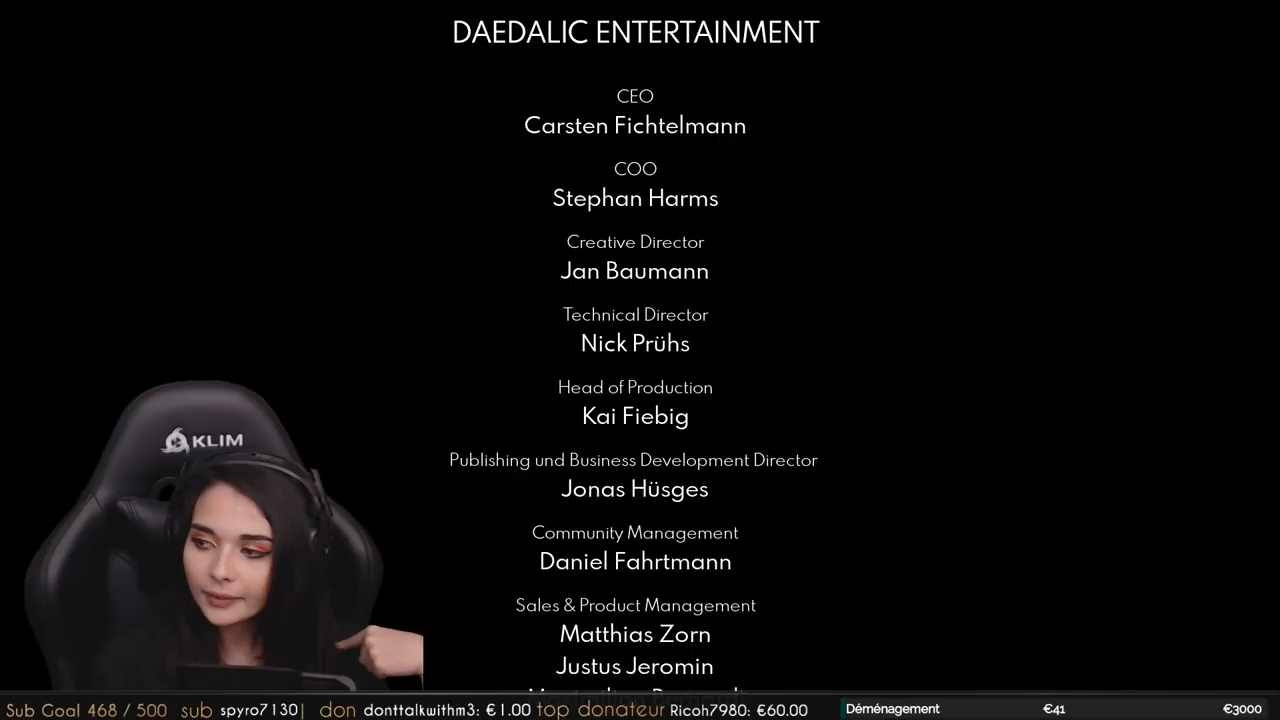 DAEDALIC ENTERTAINMENT
CEO
Carsten Fichtelmann
COO
Stephan Harms
Creative Director
Jan Baumann
Technical Director
Nick Prühs
Head of Production
Kai Fiebig
Publishing und Business Development Director
Jonas Hüsges
Community Management
Daniel Fahrtmann
Sales & Product Management
Matthias Zorn
Justus Jeromin
KLIM
Sub Goal 468 / 500 sub spyro7130| don donttalkwithm3: €1.00 top donateur Ricoh7980: €60.00 Déménagement €41 €3000